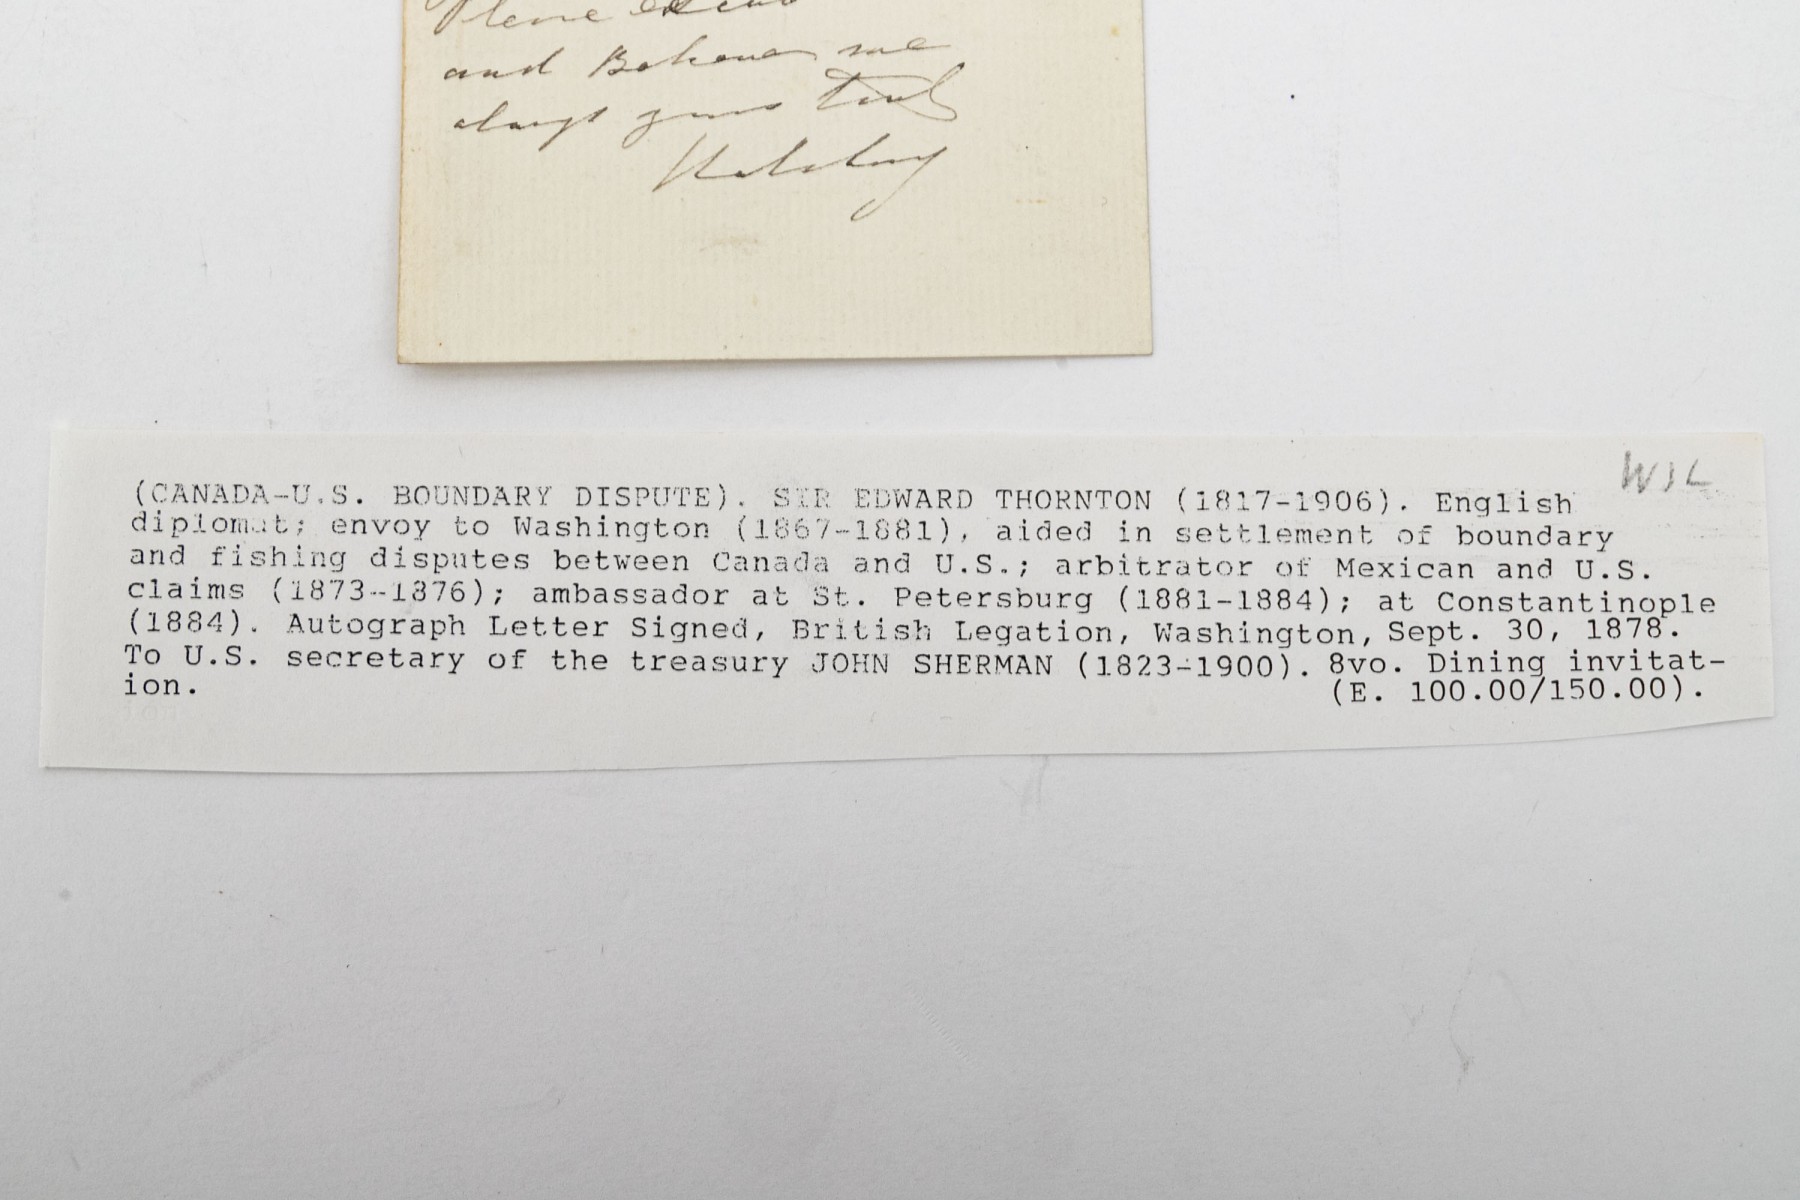 Please
and Believe me
always yours truly
WJL
(CANADA-U.S. BOUNDARY DISPUTE). SIR EDWARD THORNTON (1817-1906). English
diplomat; envoy to Washington (1867-1881), aided in settlement of boundary
and fishing disputes between Canada and U.S.; arbitrator of Mexican and U.S.
claims (1873-1876); ambassador at St. Petersburg (1881-1884); at Constantinople
(1884). Autograph Letter Signed, British Legation, Washington, Sept. 30, 1878.
To U.S. secretary of the treasury JOHN SHERMAN (1823-1900). 8vo. Dining invitat-
ion. (E. 100.00/150.00).